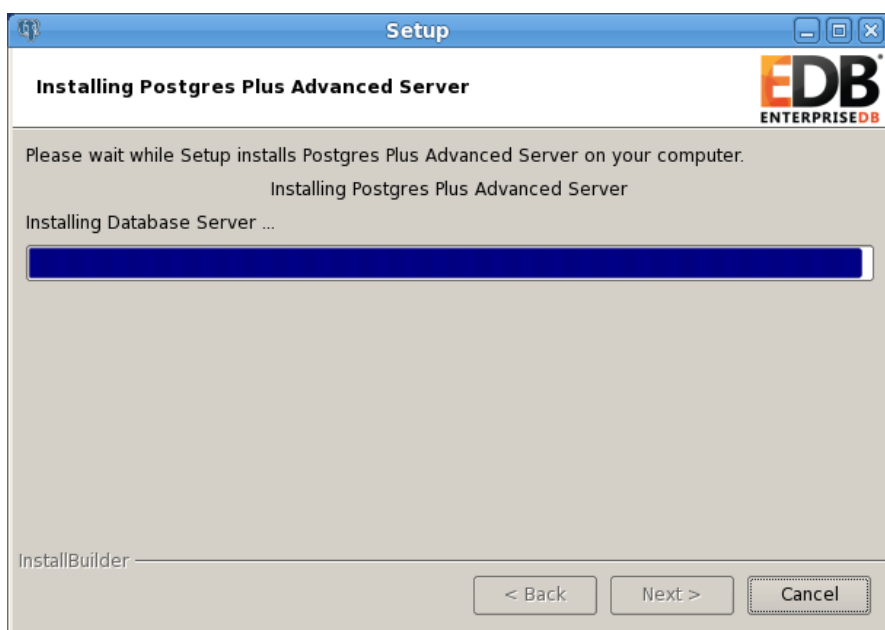 Setup
Installing Postgres Plus Advanced Server
EDB
ENTERPRISEDB
Please wait while Setup installs Postgres Plus Advanced Server on your computer.
Installing Postgres Plus Advanced Server
Installing Database Server ...
InstallBuilder
< Back
Next >
Cancel